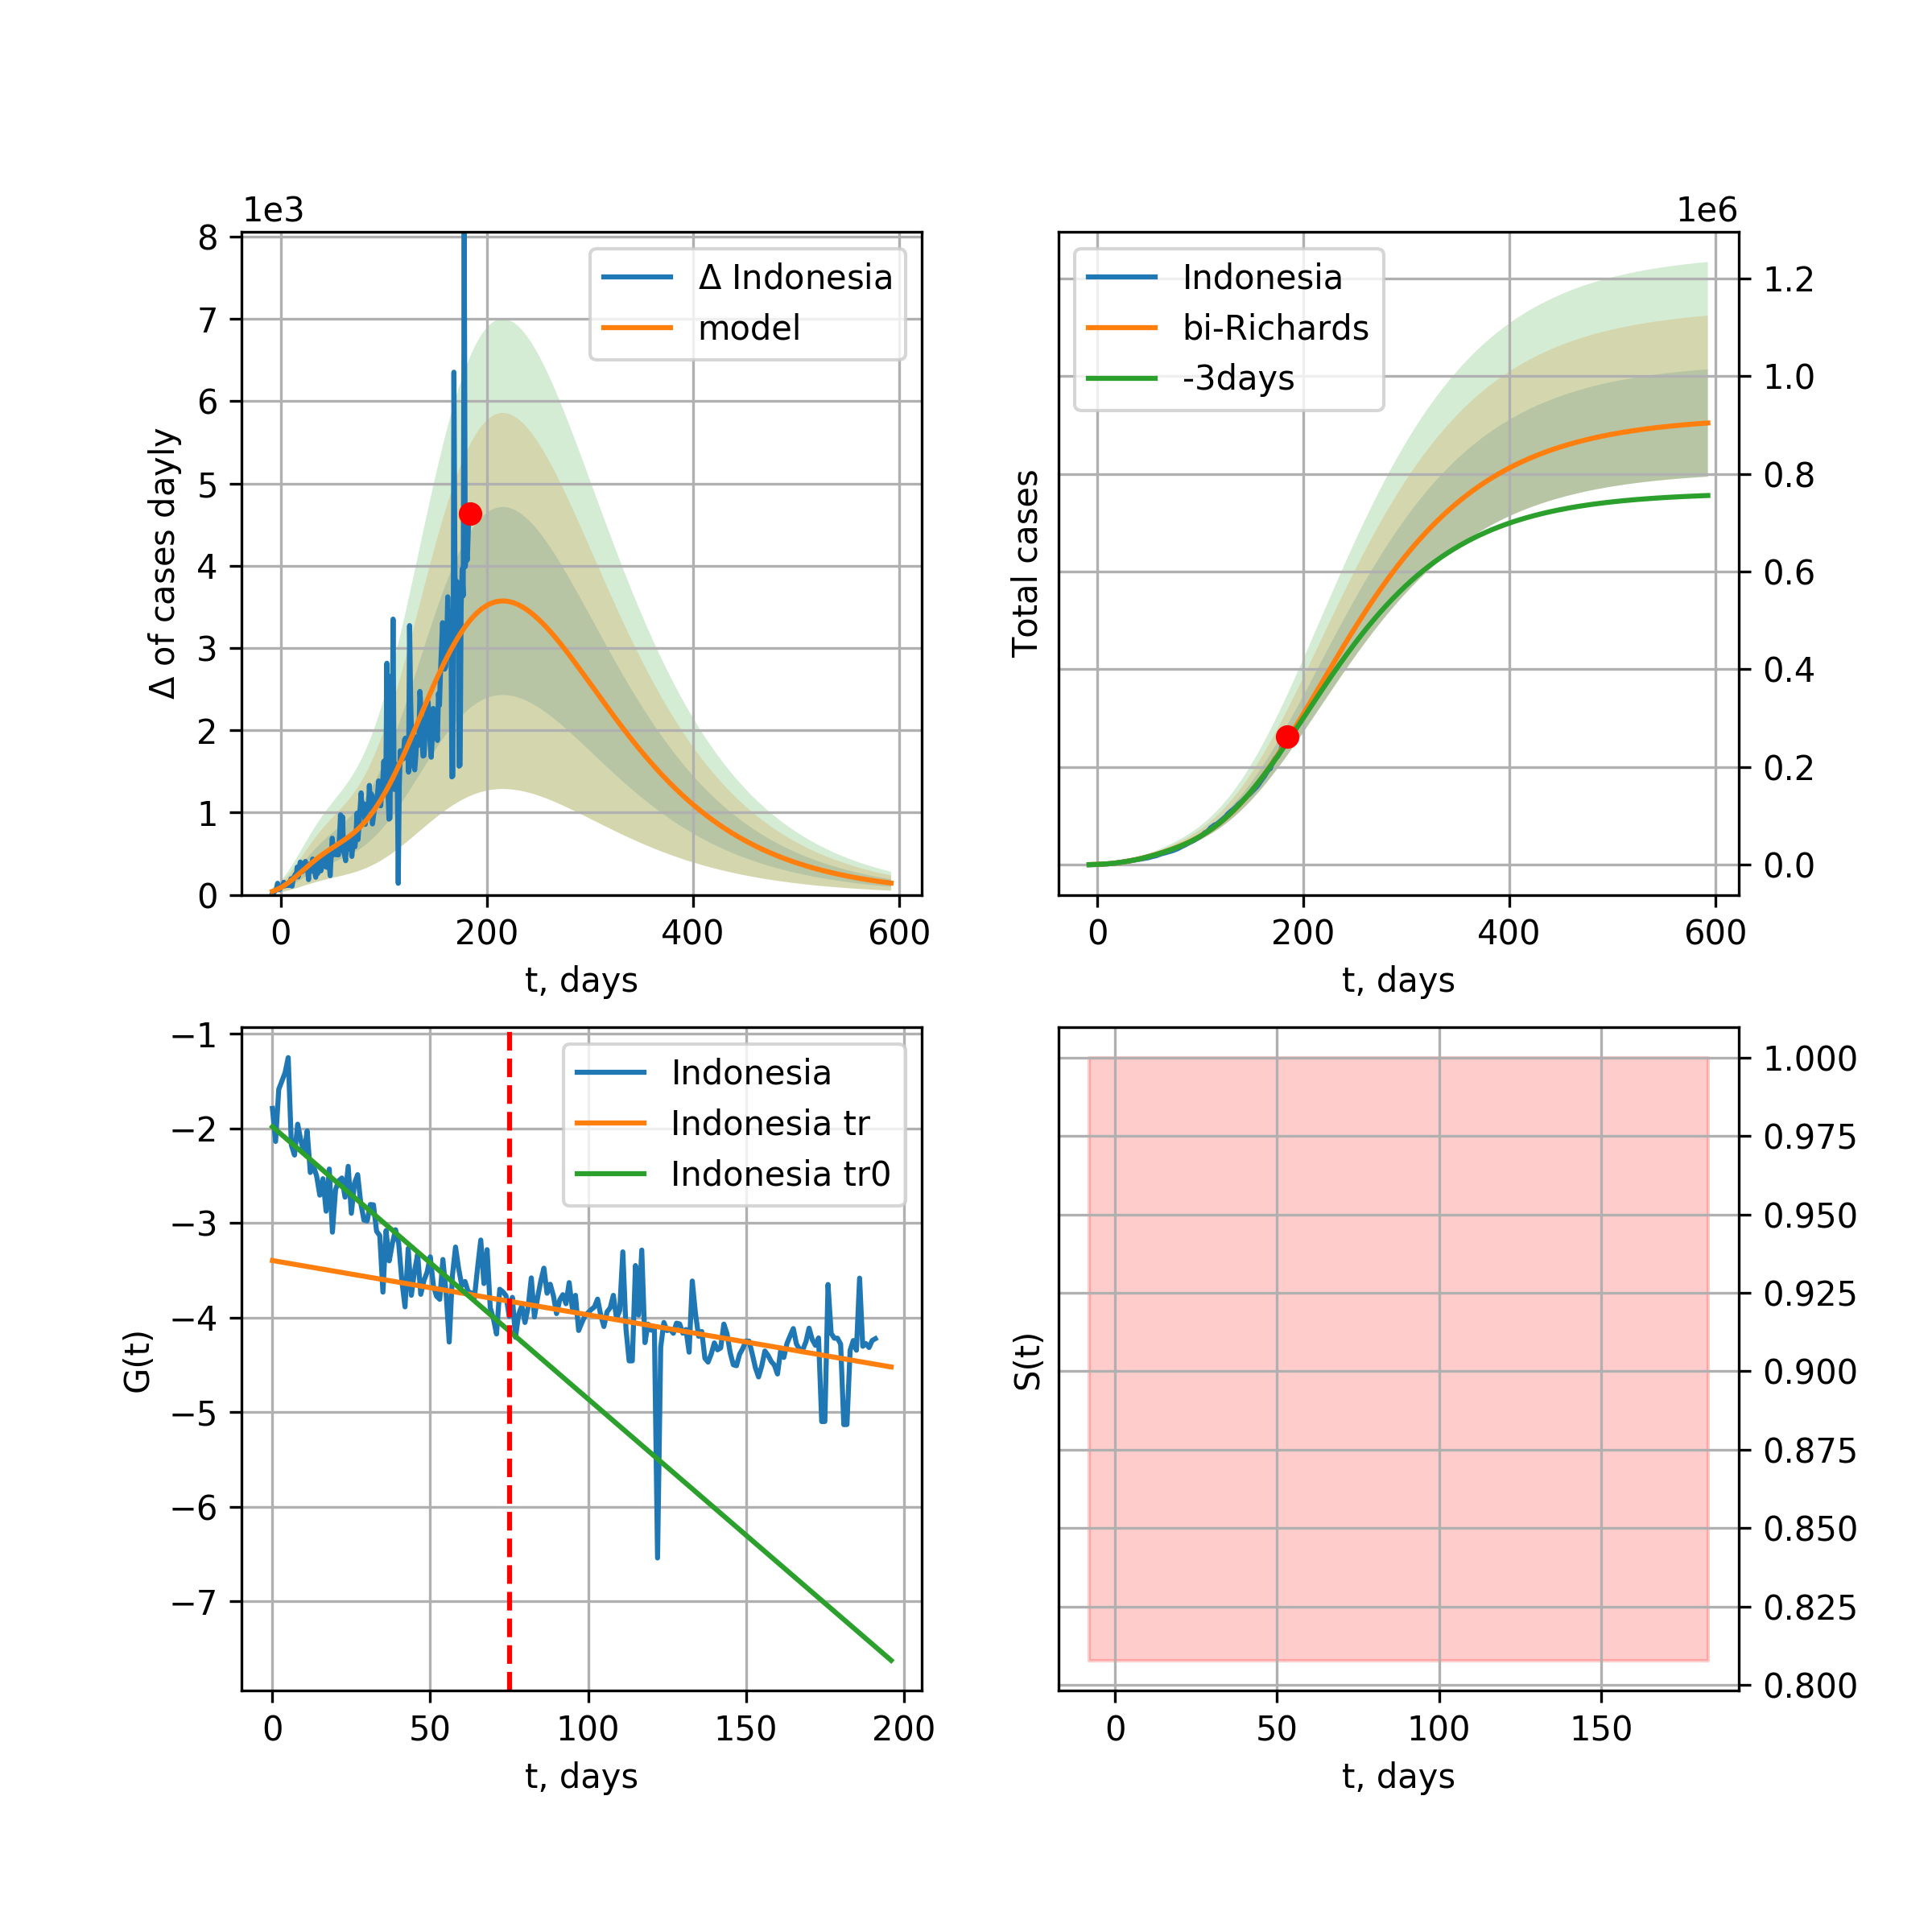 1e3
8
7
6
5
4
3
2
1
0
Δ of cases dayly
Δ Indonesia
model
0 200 400 600
t, days
1e6
1.2
1.0
0.8
0.6
0.4
0.2
0.0
Total cases
Indonesia
bi-Richards
-3days
0 200 400 600
t, days
−1
−2
−3
−4
−5
−6
−7
G(t)
Indonesia
Indonesia tr
Indonesia tr0
0 50 100 150 200
t, days
1.000
0.975
0.950
0.925
0.900
0.875
0.850
0.825
0.800
S(t)
0 50 100 150
t, days